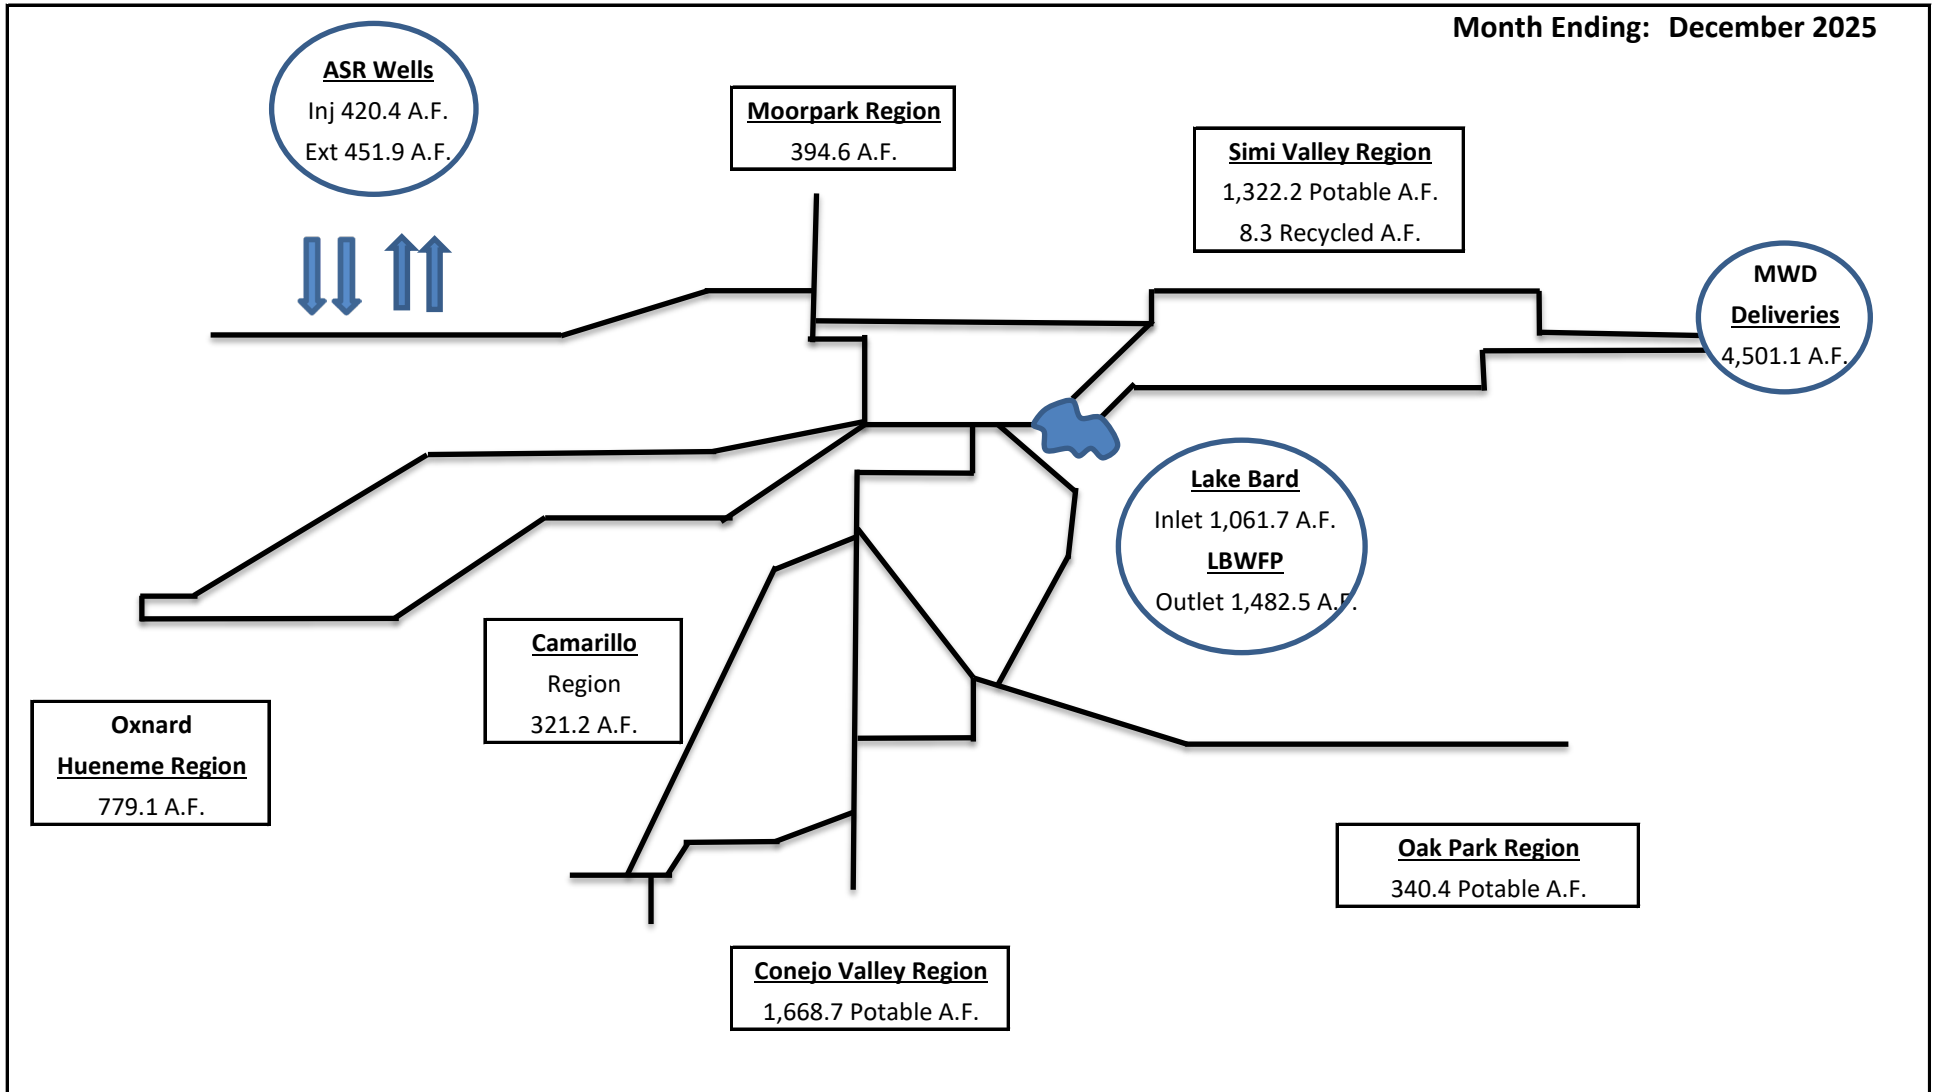 Month Ending: December 2025
ASR Wells
Inj 420.4 A.F.
Ext 451.9 A.F.
Moorpark Region
394.6 A.F.
Simi Valley Region
1,322.2 Potable A.F.
8.3 Recycled A.F.
MWD
Deliveries
4,501.1 A.F.
Lake Bard
Inlet 1,061.7 A.F.
LBWFP
Outlet 1,482.5 A.F.
Camarillo
Region
321.2 A.F.
Oxnard
Hueneme Region
779.1 A.F.
Oak Park Region
340.4 Potable A.F.
Conejo Valley Region
1,668.7 Potable A.F.